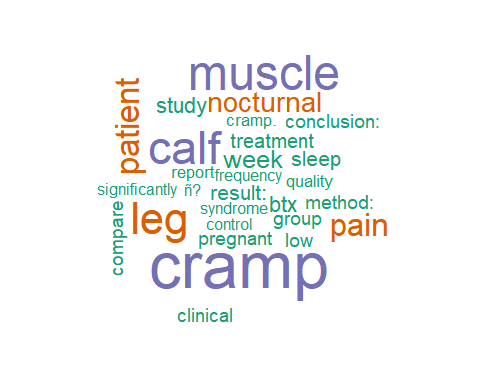 muscle
patient
study nocturnal
cramp. conclusion:
calf treatment
week sleep
report frequency
quality
significantly ñ? result:
btx method:
syndrome
compare leg control group pain
pregnant low
cramp
clinical